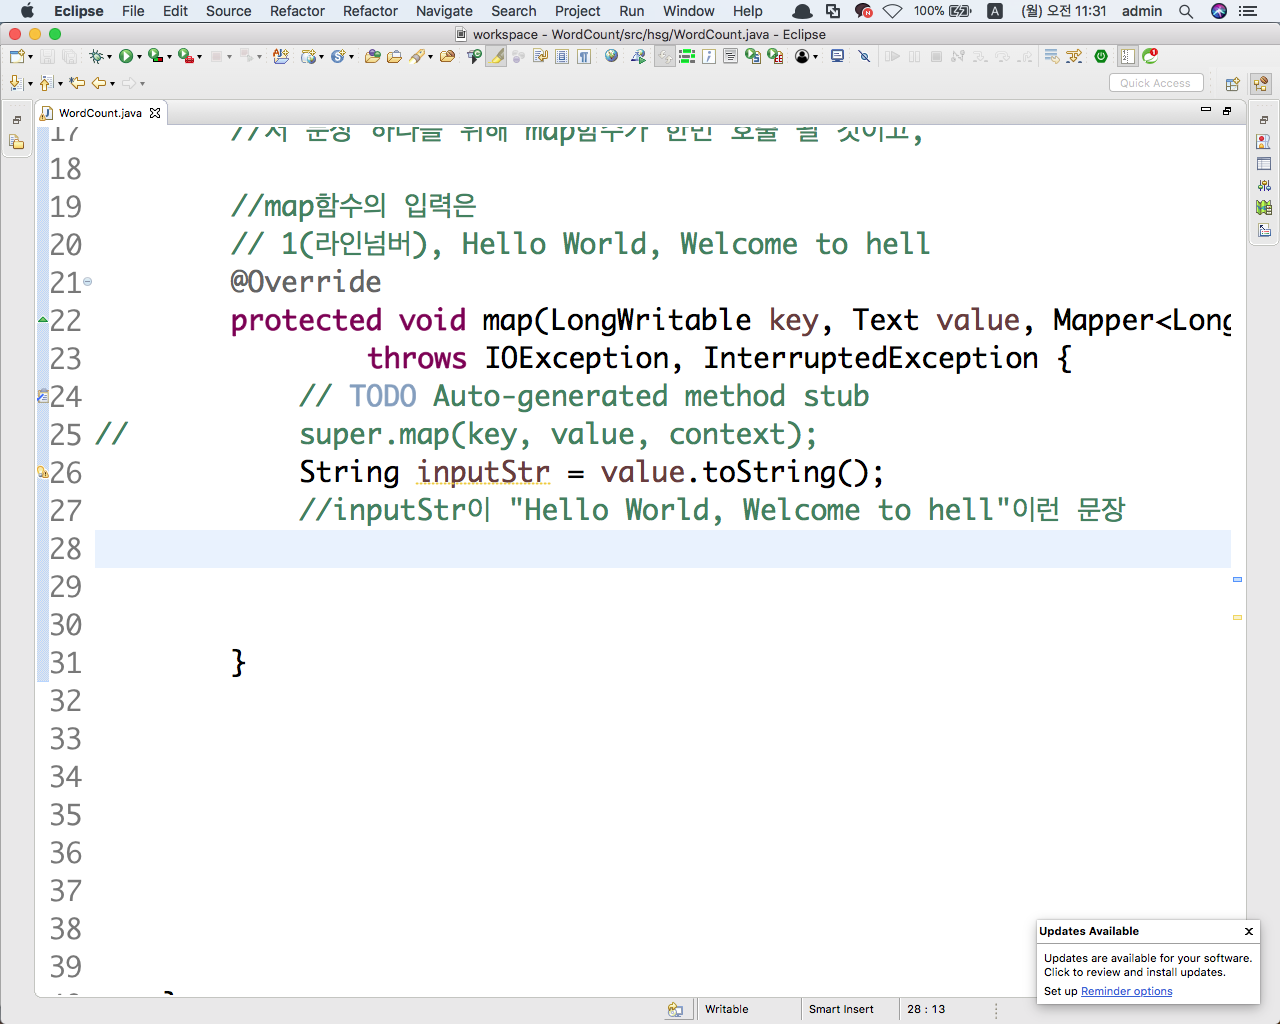 Eclipse File Edit Source Refactor Refactor Navigate Search Project Run Window Help 100% A (월) 오전 11:31 admin
workspace - WordCount/src/hsg/WordCount.java - Eclipse
Quick Access
WordCount.java
17 //저 문장 하나를 위해 map함수가 한번 호출 될 것이고,
18
19 //map함수의 입력은
20 // 1(라인넘버), Hello World, Welcome to hell
21 @Override
22 protected void map(LongWritable key, Text value, Mapper<Long
23 throws IOException, InterruptedException {
24 // TODO Auto-generated method stub
25 // super.map(key, value, context);
26 String inputStr = value.toString();
27 //inputStr이 "Hello World, Welcome to hell"이런 문장
28
29
30
31 }
32
33
34
35
36
37
38
39
Updates Available
Updates are available for your software.
Click to review and install updates.
Set up Reminder options
Writable Smart Insert 28 : 13